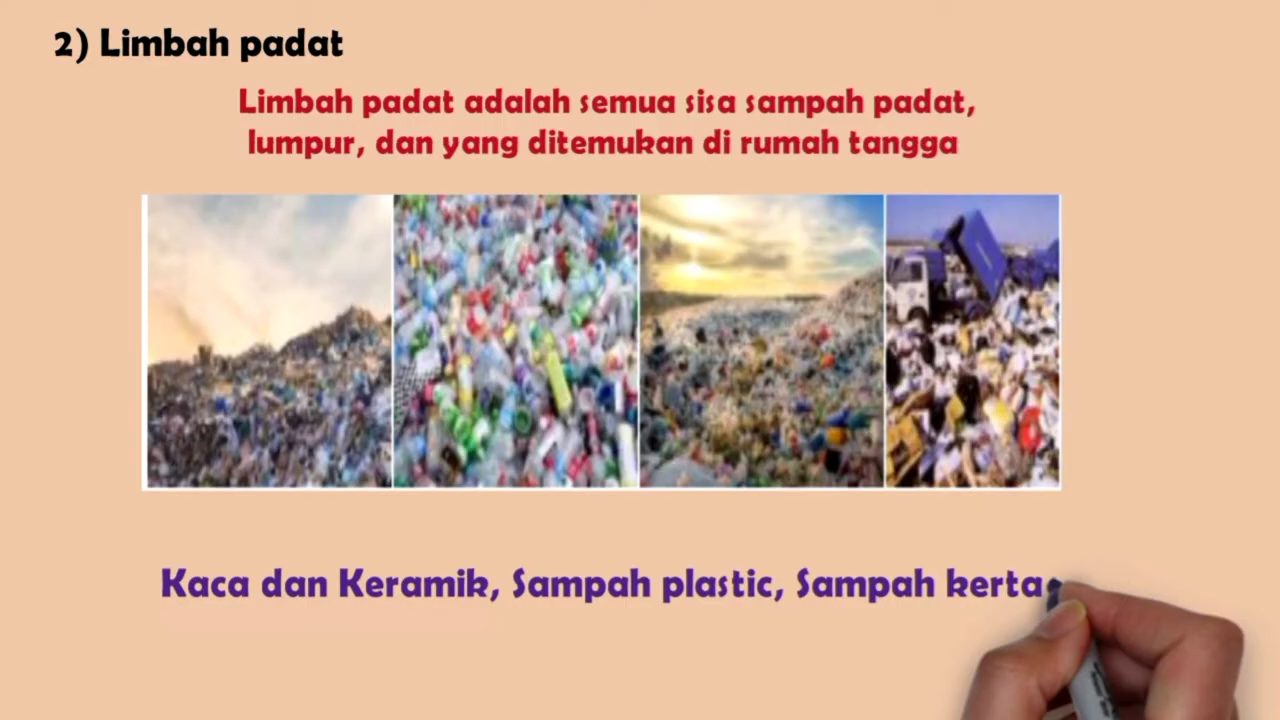 2) Limbah padat
Limbah padat adalah semua sisa sampah padat,
lumpur, dan yang ditemukan di rumah tangga
Kaca dan Keramik, Sampah plastic, Sampah kerta